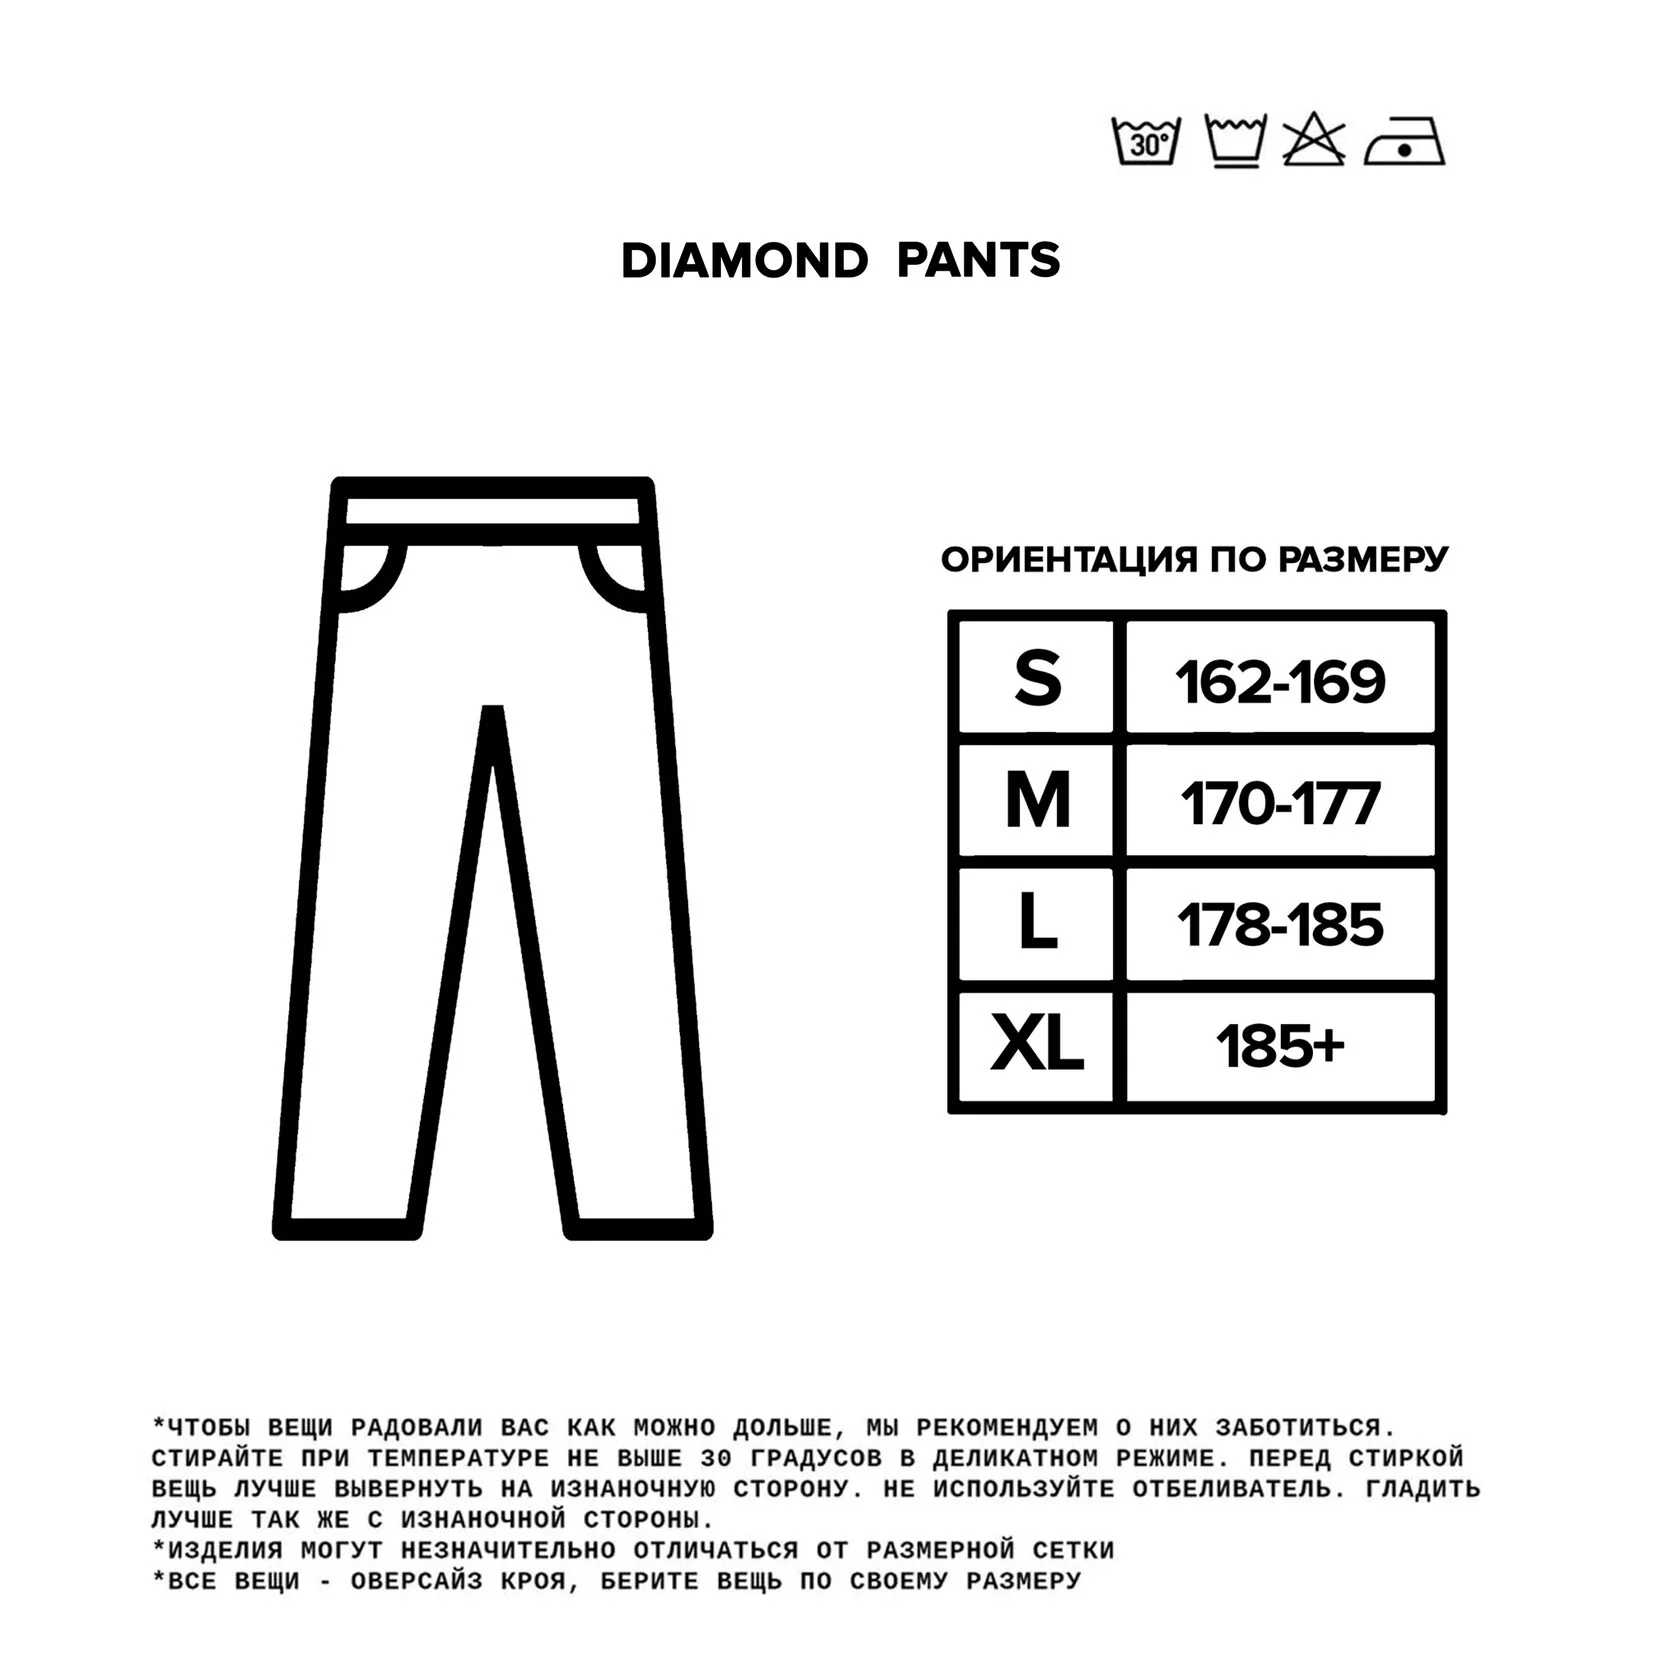 30°
DIAMOND PANTS
ОРИЕНТАЦИЯ ПО РАЗМЕРУ
S 162-169
M 170-177
L 178-185
XL 185+
*ЧТОБЫ ВЕЩИ РАДОВАЛИ ВАС КАК МОЖНО ДОЛЬШЕ, МЫ РЕКОМЕНДУЕМ О НИХ ЗАБОТИТЬСЯ.
СТИРАЙТЕ ПРИ ТЕМПЕРАТУРЕ НЕ ВЫШЕ 30 ГРАДУСОВ В ДЕЛИКАТНОМ РЕЖИМЕ. ПЕРЕД СТИРКОЙ
ВЕЩЬ ЛУЧШЕ ВЫВЕРНУТЬ НА ИЗНАНОЧНУЮ СТОРОНУ. НЕ ИСПОЛЬЗУЙТЕ ОТБЕЛИВАТЕЛЬ. ГЛАДИТЬ
ЛУЧШЕ ТАК ЖЕ С ИЗНАНОЧНОЙ СТОРОНЫ.
*ИЗДЕЛИЯ МОГУТ НЕЗНАЧИТЕЛЬНО ОТЛИЧАТЬСЯ ОТ РАЗМЕРНОЙ СЕТКИ
*ВСЕ ВЕЩИ - ОВЕРСАЙЗ КРОЯ, БЕРИТЕ ВЕЩЬ ПО СВОЕМУ РАЗМЕРУ